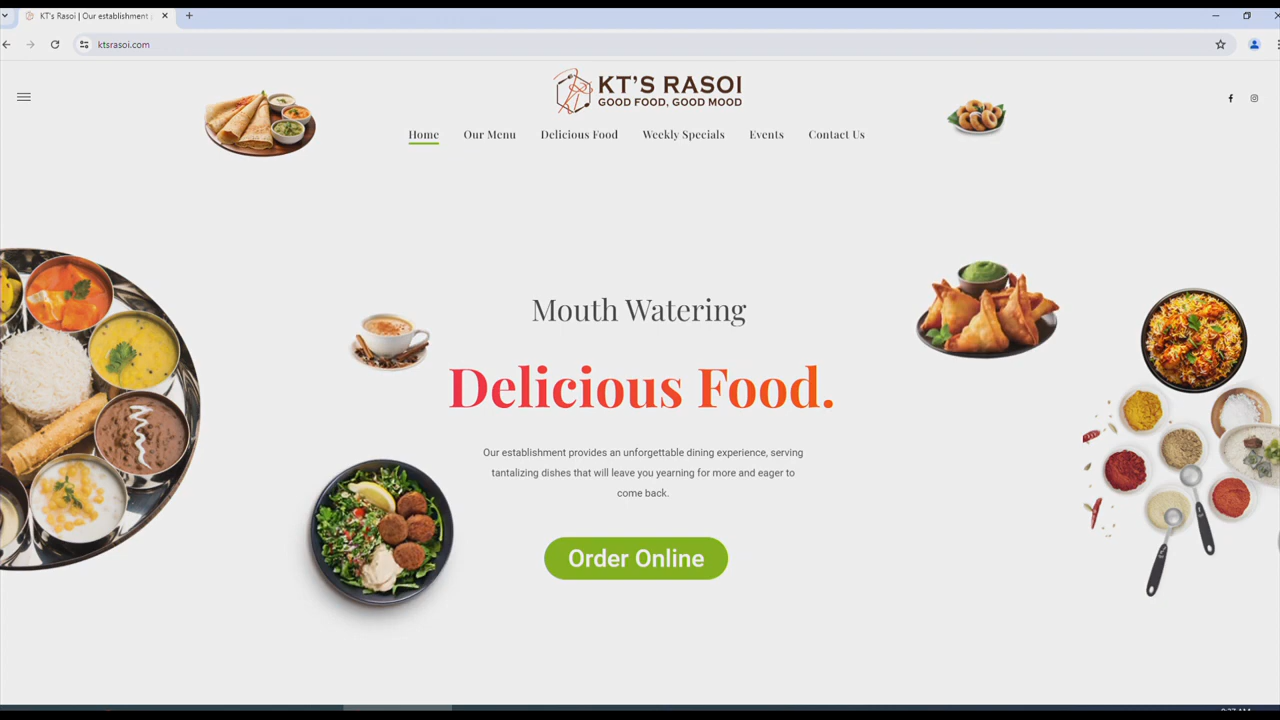 KT's Rasoi | Our establishment
ktsrasoi.com
KT'S RASOI
GOOD FOOD, GOOD MOOD
Home Our Menu Delicious Food Weekly Specials Events Contact Us
Mouth Watering
Delicious Food.
Our establishment provides an unforgettable dining experience, serving
tantalizing dishes that will leave you yearning for more and eager to
come back.
Order Online